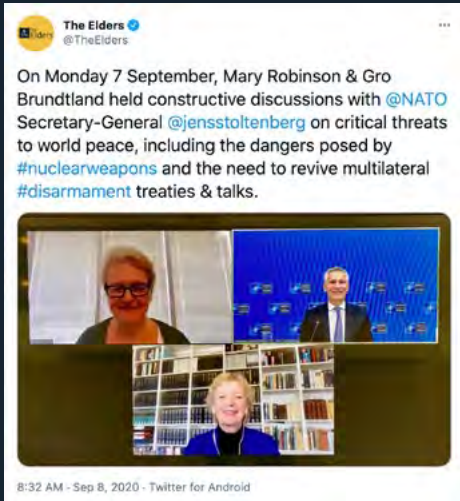 The Elders
@TheElders
On Monday 7 September, Mary Robinson & Gro
Brundtland held constructive discussions with @NATO
Secretary-General @jensstoltenberg on critical threats
to world peace, including the dangers posed by
#nuclearweapons and the need to revive multilateral
#disarmament treaties & talks.
8:32 AM - Sep 8, 2020 - Twitter for Android